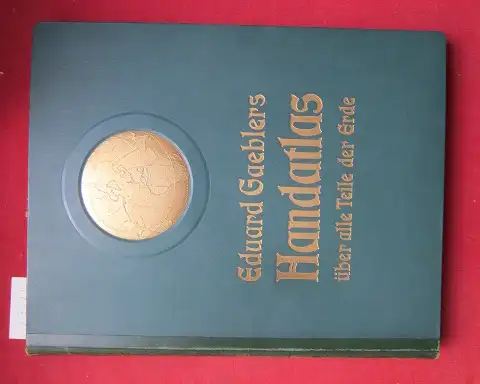 Eduard Gaeblers
Handatlas
über alle Teile der Erde